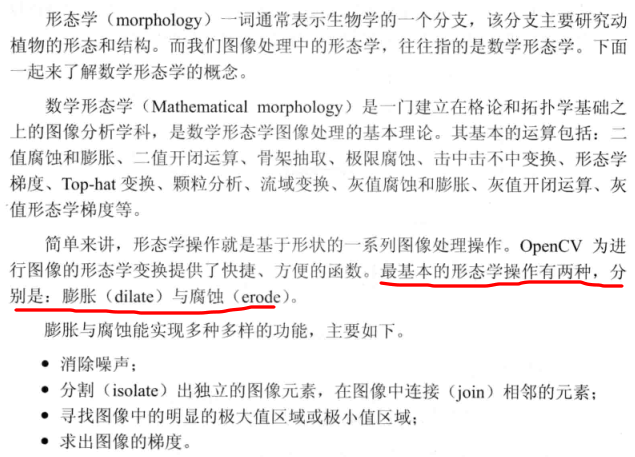 形态学（morphology）一词通常表示生物学的一个分支，该分支主要研究动
植物的形态和结构。而我们图像处理中的形态学，往往指的是数学形态学。下面
一起来了解数学形态学的概念。
数学形态学（Mathematical morphology）是一门建立在格论和拓扑学基础之
上的图像分析学科，是数学形态学图像处理的基本理论。其基本的运算包括：二
值腐蚀和膨胀、二值开闭运算、骨架抽取、极限腐蚀、击中击不中变换、形态学
梯度、Top-hat 变换、颗粒分析、流域变换、灰值腐蚀和膨胀、灰值开闭运算、灰
值形态学梯度等。
简单来讲，形态学操作就是基于形状的一系列图像处理操作。OpenCV 为进
行图像的形态学变换提供了快捷、方便的函数。最基本的形态学操作有两种，分
别是：膨胀（dilate）与腐蚀（erode）。
膨胀与腐蚀能实现多种多样的功能，主要如下。
● 消除噪声；
● 分割（isolate）出独立的图像元素，在图像中连接（join）相邻的元素；
● 寻找图像中的明显的极大值区域或极小值区域；
● 求出图像的梯度。